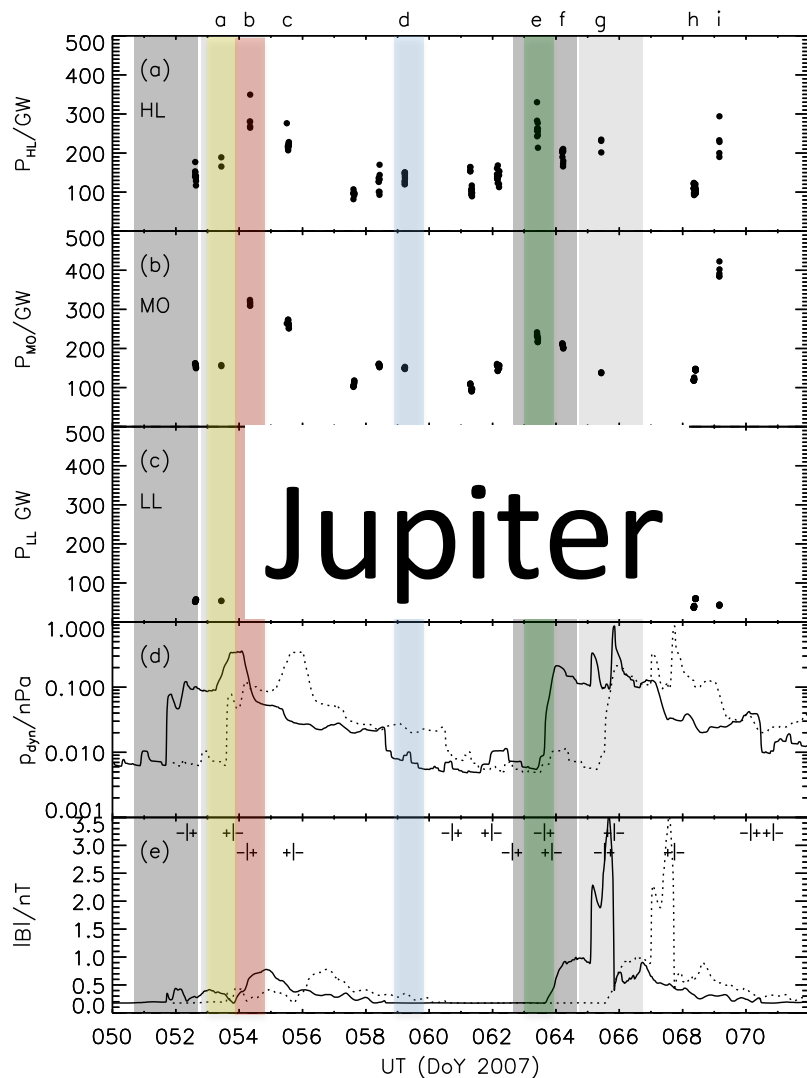 a b c d e f g h i
500
400
300
200
100
P_HL/GW
(a)
HL
500
400
300
200
100
P_MO/GW
(b)
MO
500
400
300
200
100
P_LL GW
(c)
LL
Jupiter
1.000
0.100
0.010
0.001
p_dyn/nPa
(d)
3.5
3.0
2.5
2.0
1.5
1.0
0.5
0.0
|B|/nT
(e)
-|+ +|- +|- +|- -|+ +|- -|+ -|+ +|-
-|+ +|- -|+ +|- -|+ +|-
050 052 054 056 058 060 062 064 066 068 070
UT (DoY 2007)